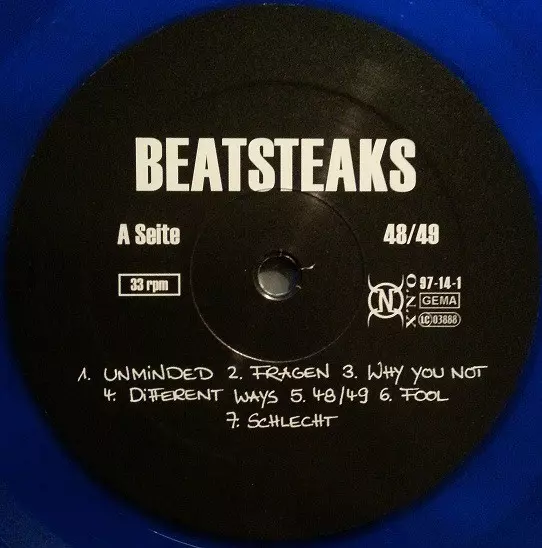 BEATSTEAKS
A Seite 48/49
33 rpm
97-14-1
N
X.N.O
GEMA
LC 03888
1. UNMINDED 2. FRAGEN 3. WHY YOU NOT
4. DIFFERENT WAYS 5. 48/49 6. FOOL
7. SCHLECHT